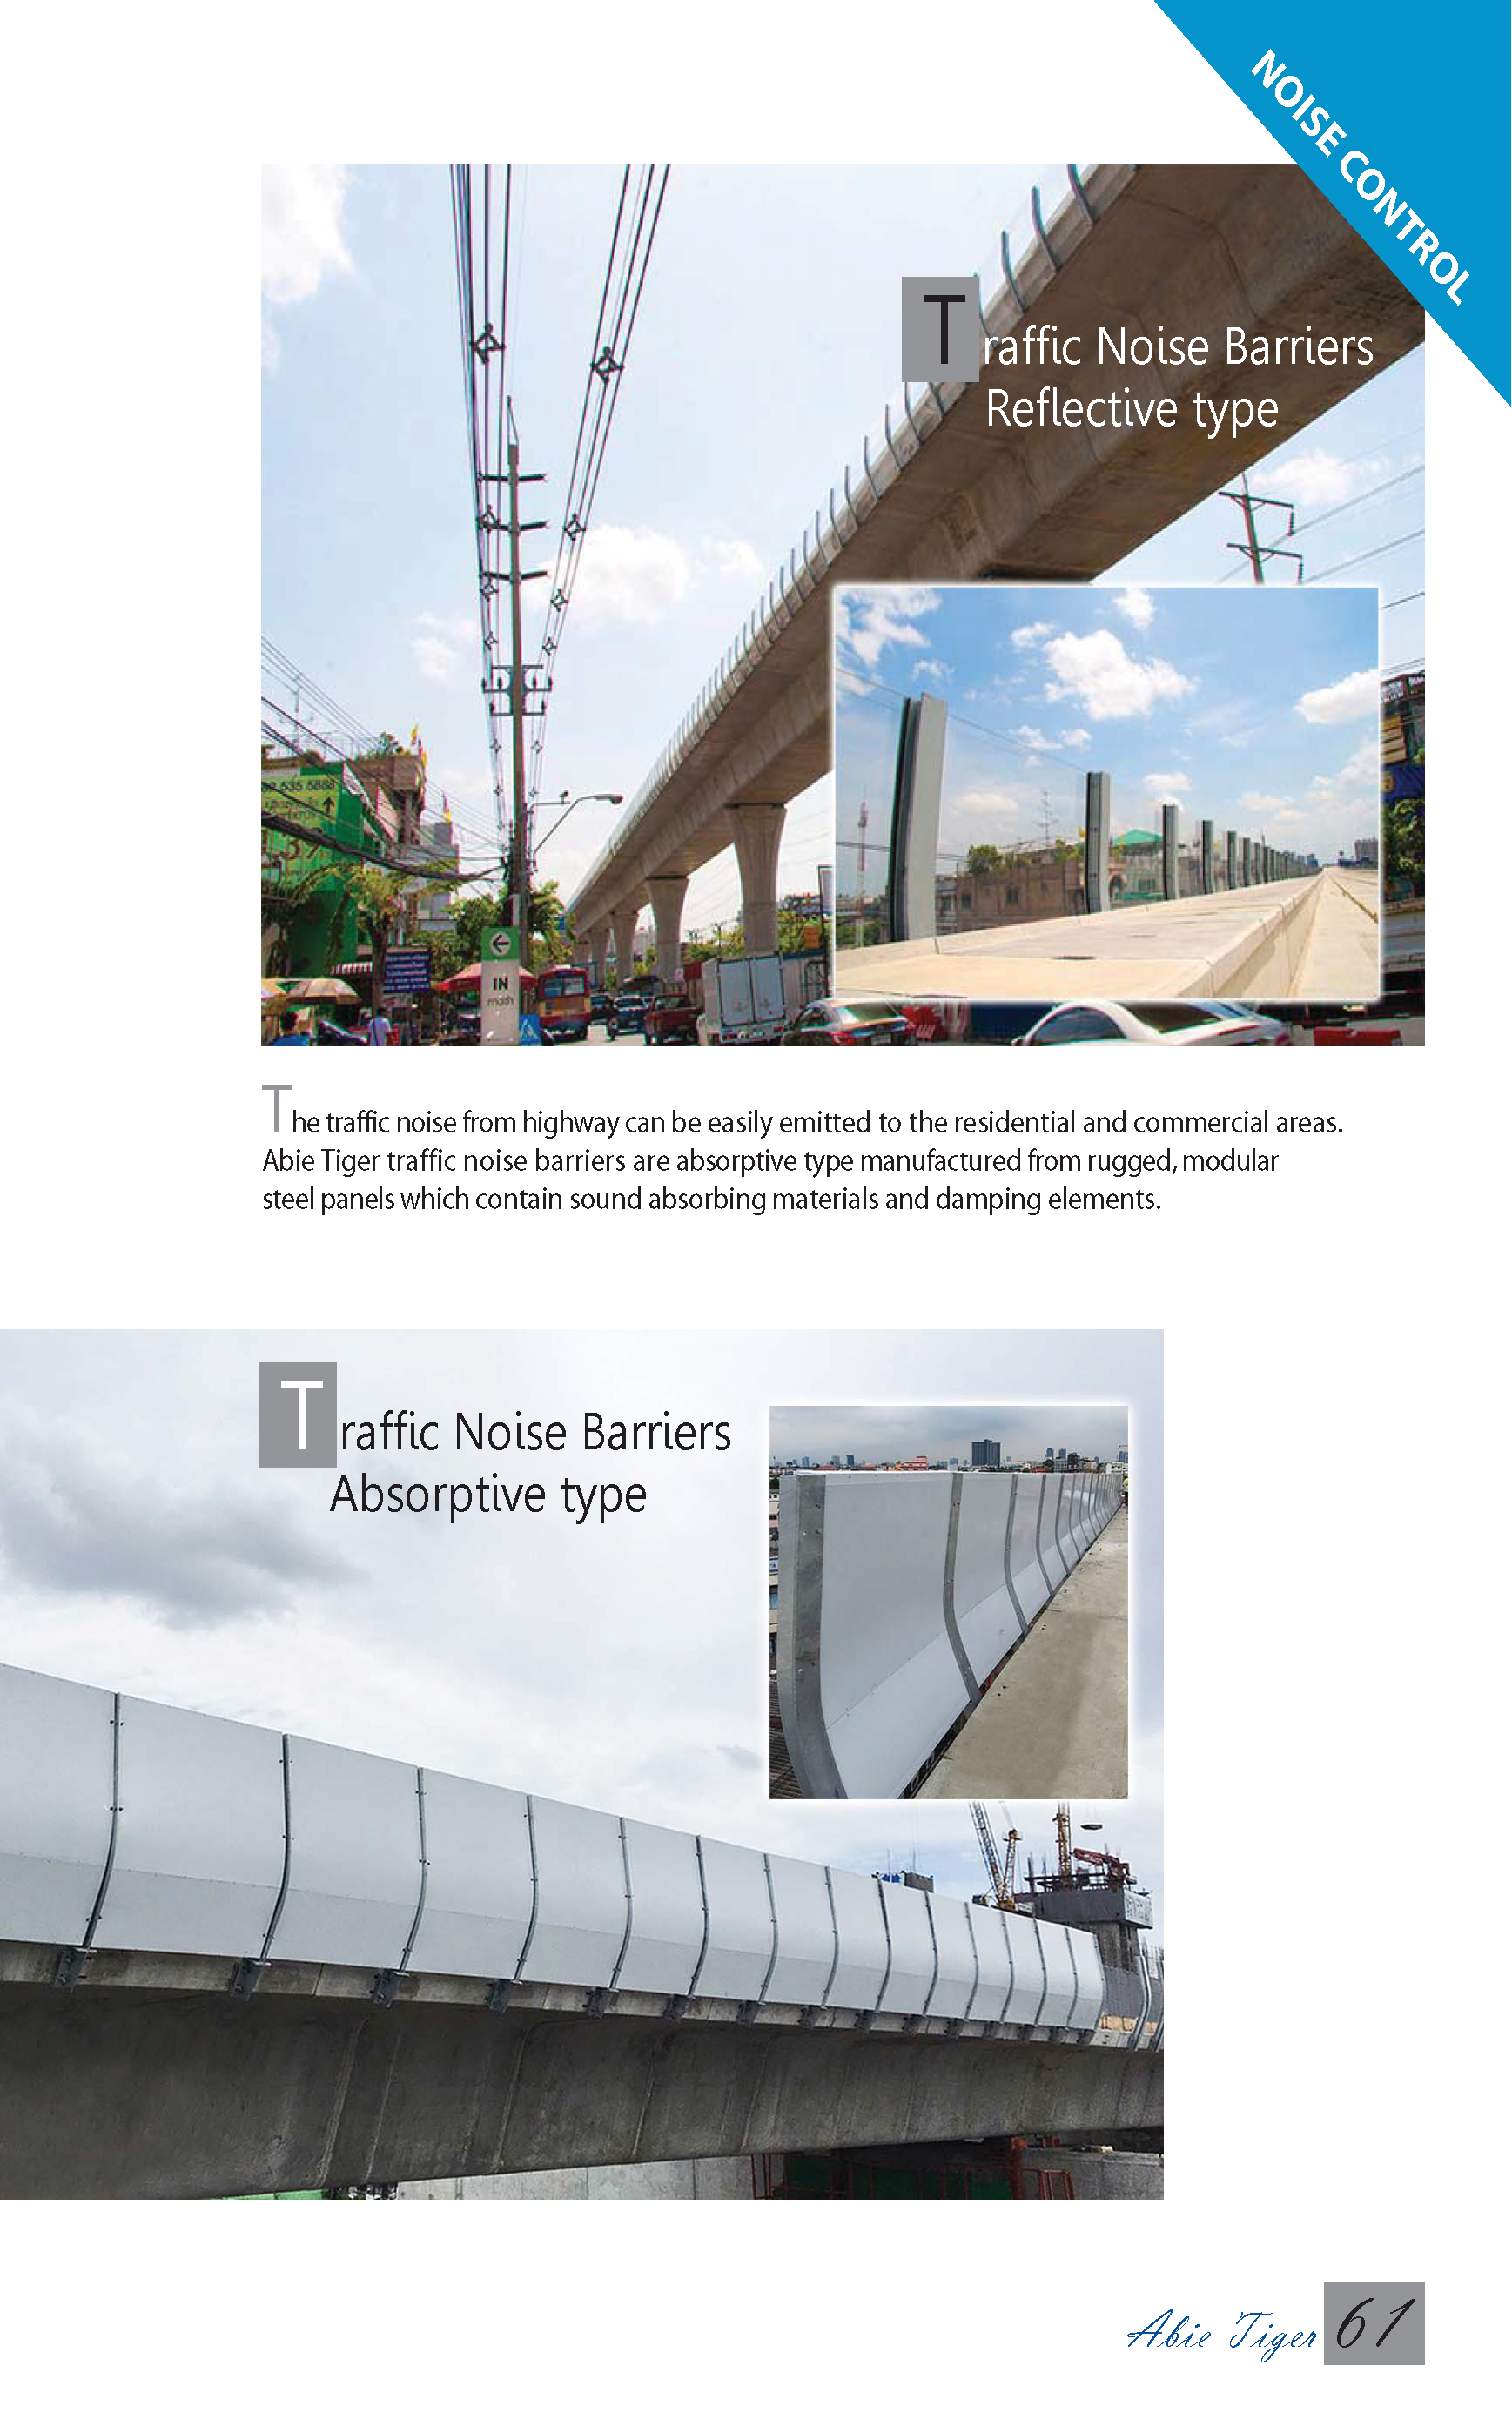 NOISE CONTROL
Traffic Noise Barriers
Reflective type
IN
The traffic noise from highway can be easily emitted to the residential and commercial areas.
Abie Tiger traffic noise barriers are absorptive type manufactured from rugged, modular
steel panels which contain sound absorbing materials and damping elements.
Traffic Noise Barriers
Absorptive type
Abie Tiger 61